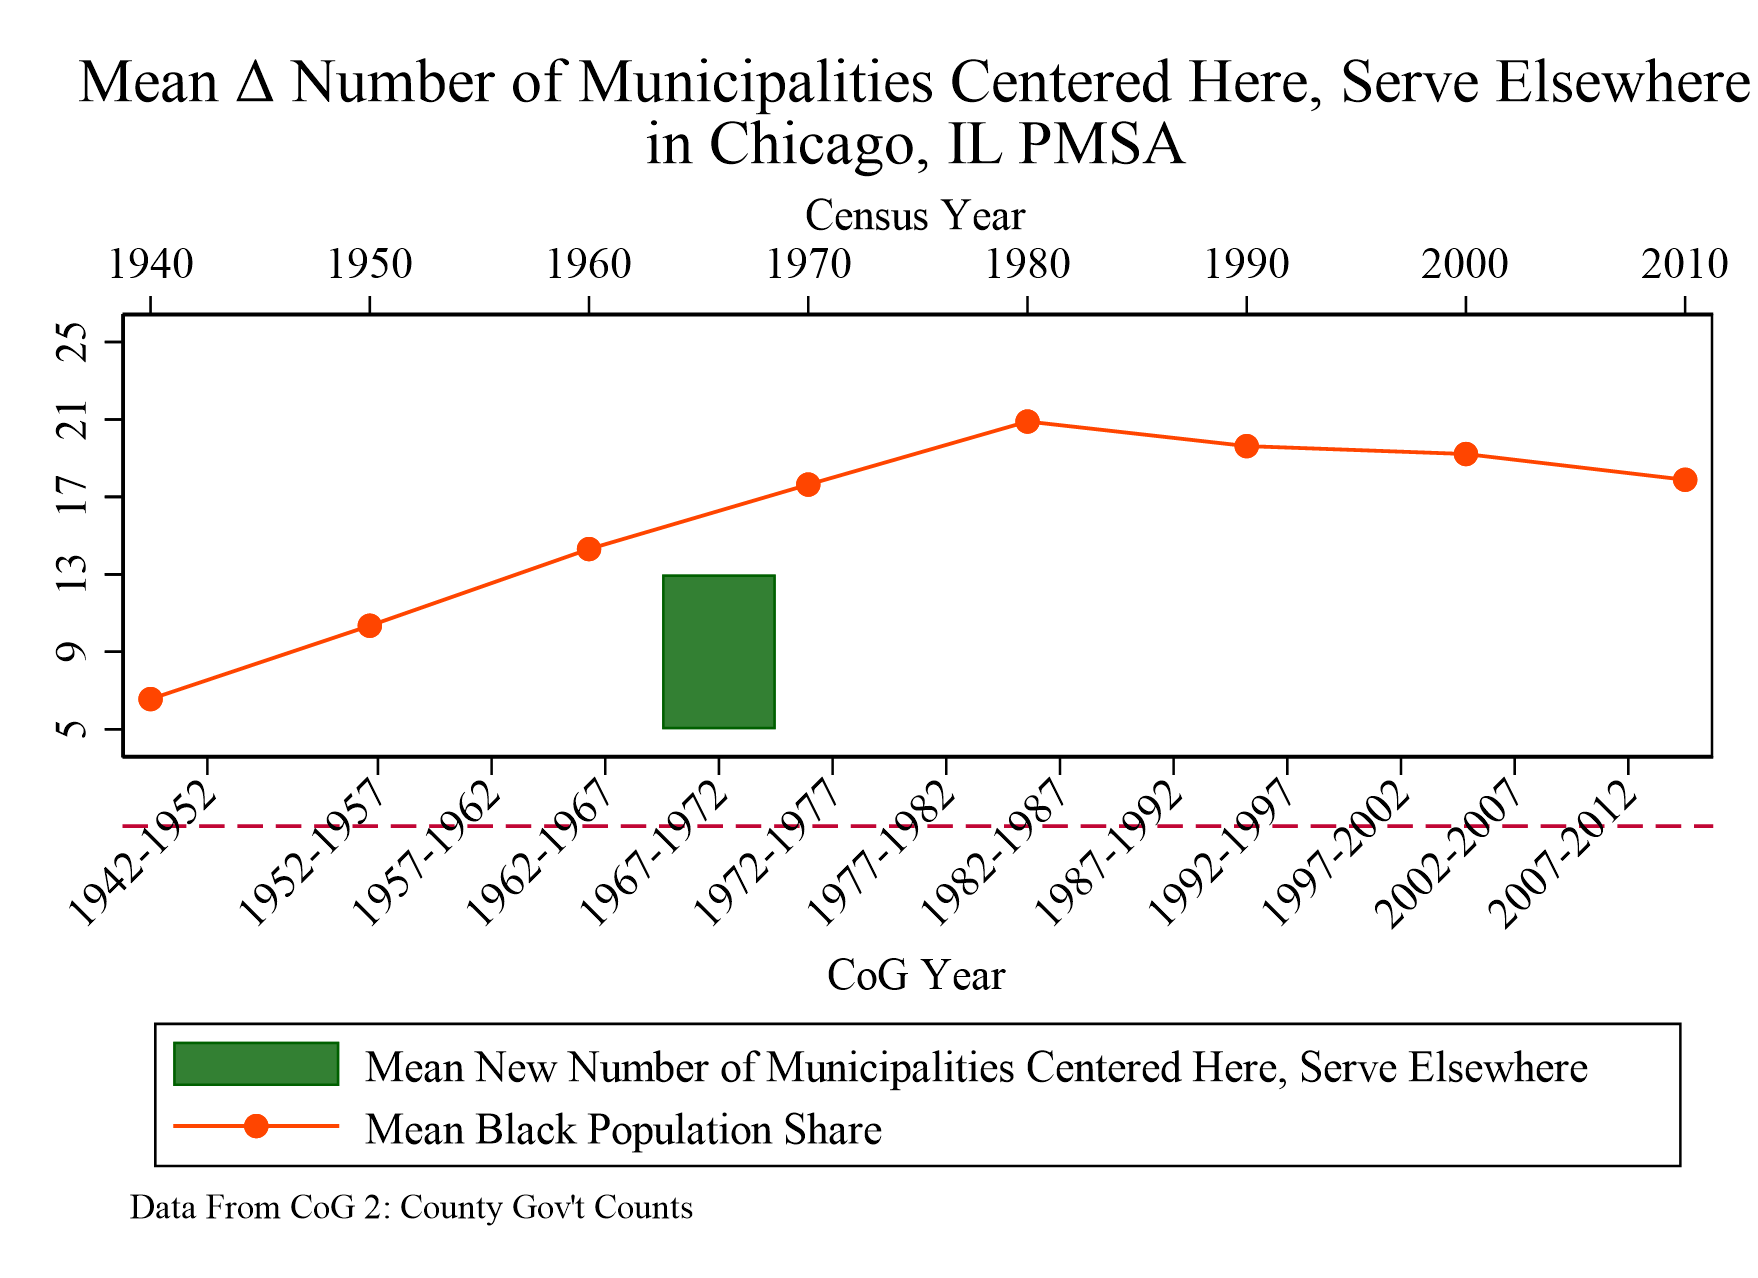 Mean Δ Number of Municipalities Centered Here, Serve Elsewhere
in Chicago, IL PMSA
Census Year
1940 1950 1960 1970 1980 1990 2000 2010
25
21
17
13
9
5
1942-1952 1952-1957 1957-1962 1962-1967 1967-1972 1972-1977 1977-1982 1982-1987 1987-1992 1992-1997 1997-2002 2002-2007 2007-2012
CoG Year
Mean New Number of Municipalities Centered Here, Serve Elsewhere
Mean Black Population Share
Data From CoG 2: County Gov't Counts